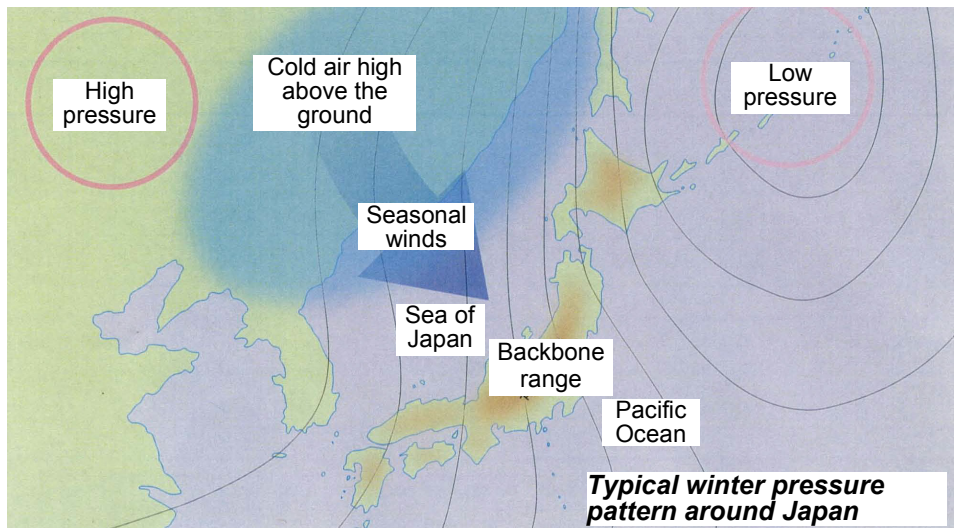 High
pressure
Cold air high
above the
ground
Low
pressure
Seasonal
winds
Sea of
Japan
Backbone
range
Pacific
Ocean
Typical winter pressure
pattern around Japan